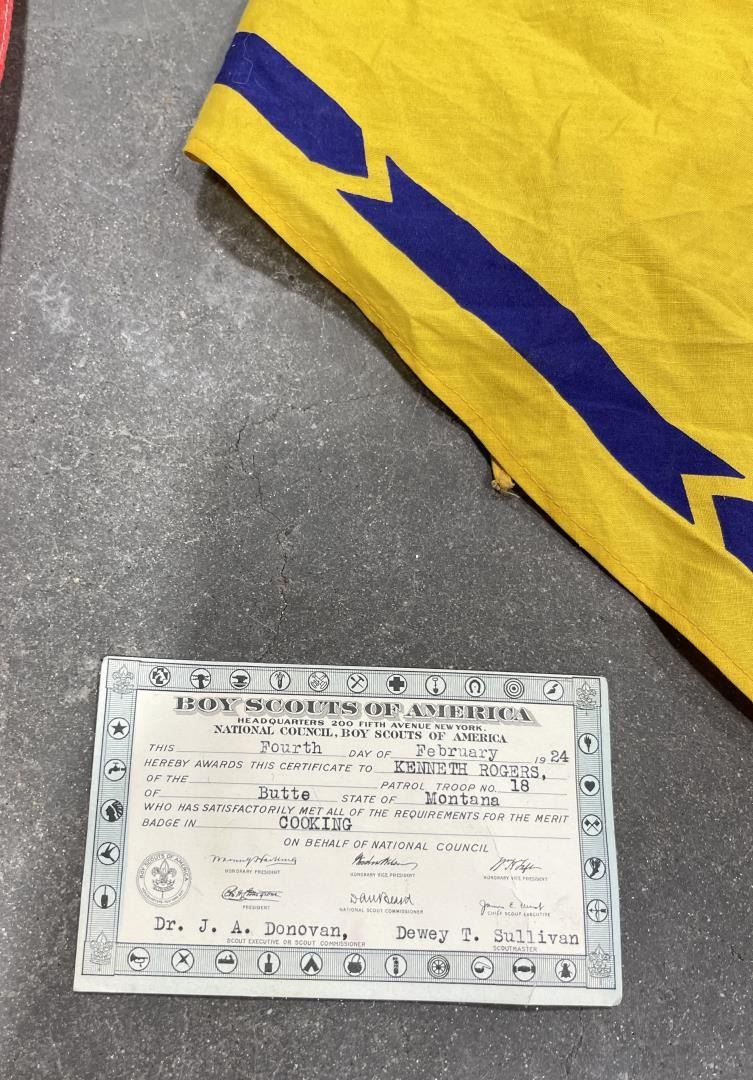 BOY SCOUTS OF AMERICA
HEADQUARTERS 200 FIFTH AVENUE NEW YORK.
NATIONAL COUNCIL, BOY SCOUTS OF AMERICA
THIS Fourth DAY OF February 1924
HEREBY AWARDS THIS CERTIFICATE TO KENNETH ROGERS,
OF THE PATROL TROOP NO. 18
OF Butte STATE OF Montana
WHO HAS SATISFACTORILY MET ALL OF THE REQUIREMENTS FOR THE MERIT
BADGE IN COOKING
ON BEHALF OF NATIONAL COUNCIL
BOY SCOUTS OF AMERICA
HONORARY PRESIDENT HONORARY VICE PRESIDENT HONORARY VICE PRESIDENT
PRESIDENT NATIONAL SCOUT COMMISSIONER CHIEF SCOUT EXECUTIVE
Dr. J. A. Donovan, Dewey T. Sullivan
SCOUT EXECUTIVE OR SCOUT COMMISSIONER SCOUTMASTER